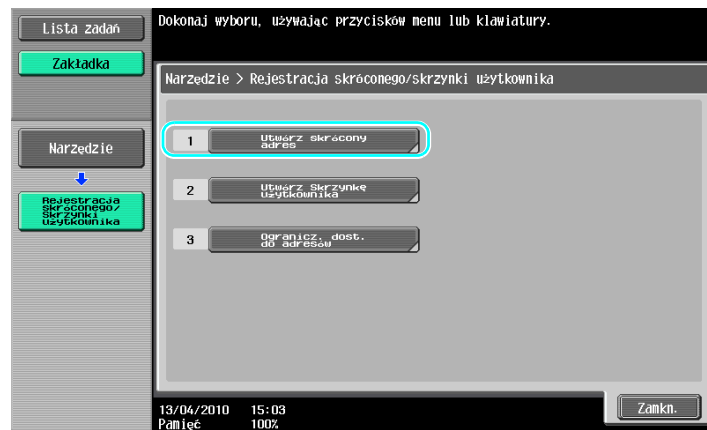 Lista zadań
Dokonaj wyboru, używając przycisków menu lub klawiatury.
Zakładka
Narzędzie > Rejestracja skróconego/skrzynki użytkownika
Narzędzie
Rejestracja
skróconego/
Skrzynki
Użytkownika
1 Utwórz skrócony
adres
2 Utwórz Skrzynkę
Użytkownika
3 Ogranicz. dost.
do adresów
13/04/2010 15:03
Pamięć 100%
Zamkn.